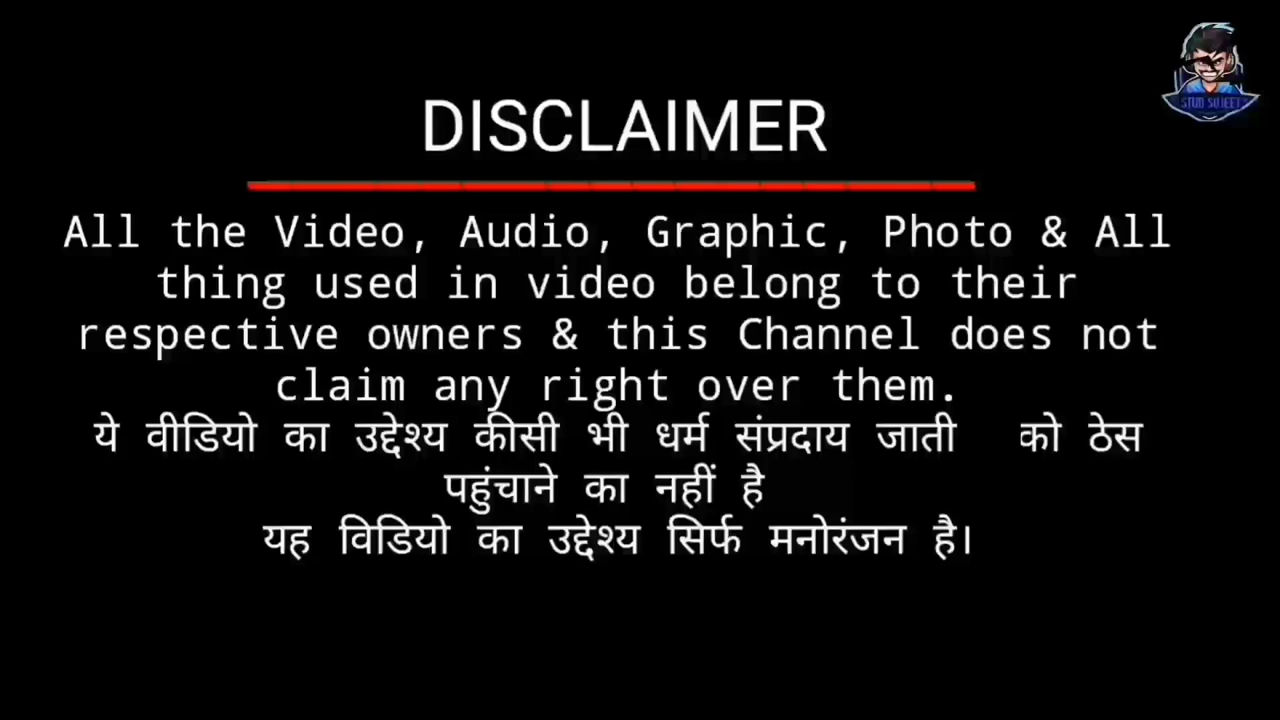 DISCLAIMER
All the Video, Audio, Graphic, Photo & All
thing used in video belong to their
respective owners & this Channel does not
claim any right over them.
ये वीडियो का उद्देश्य कीसी भी धर्म संप्रदाय जाती को ठेस
पहुंचाने का नहीं है
यह विडियो का उद्देश्य सिर्फ मनोरंजन है।